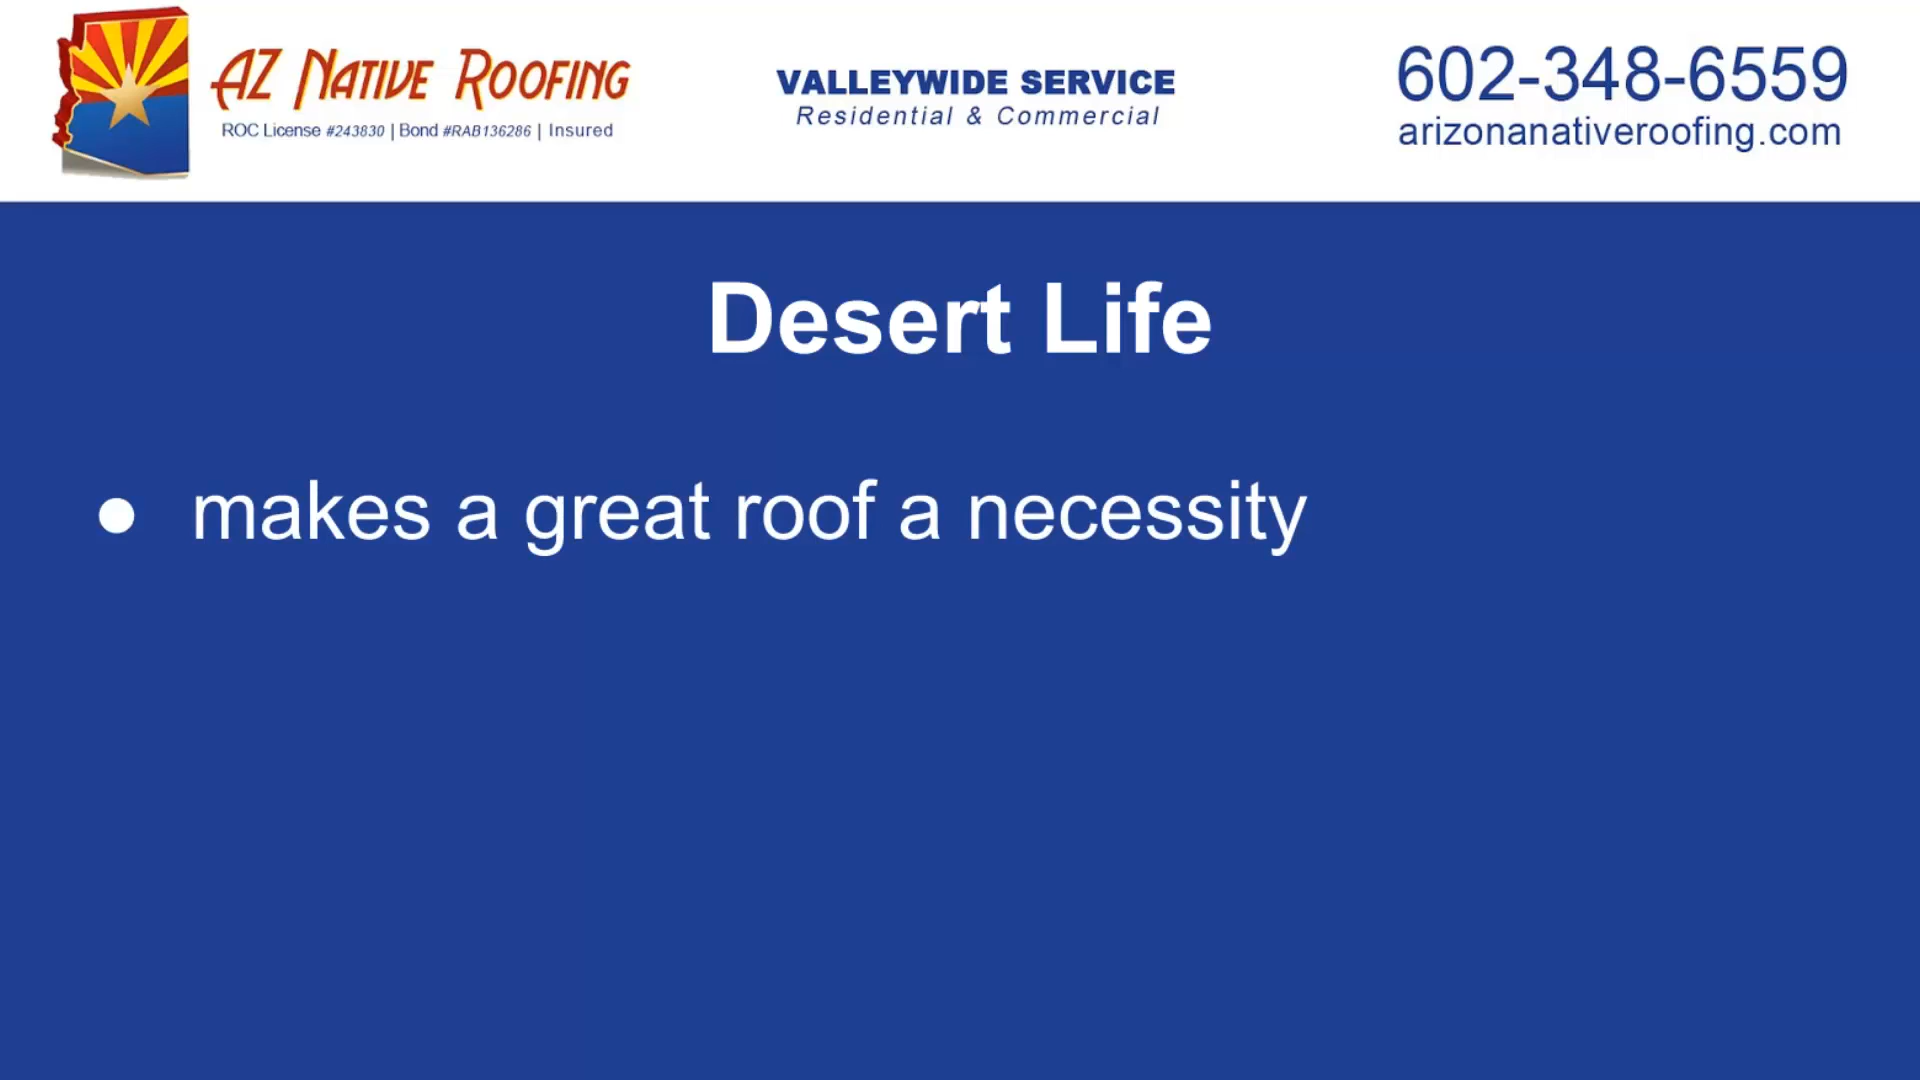 AZ NATIVE ROOFING
ROC License #243830 | Bond #RAB136286 | Insured
VALLEYWIDE SERVICE
Residential & Commercial
602-348-6559
arizonanativeroofing.com
Desert Life
● makes a great roof a necessity